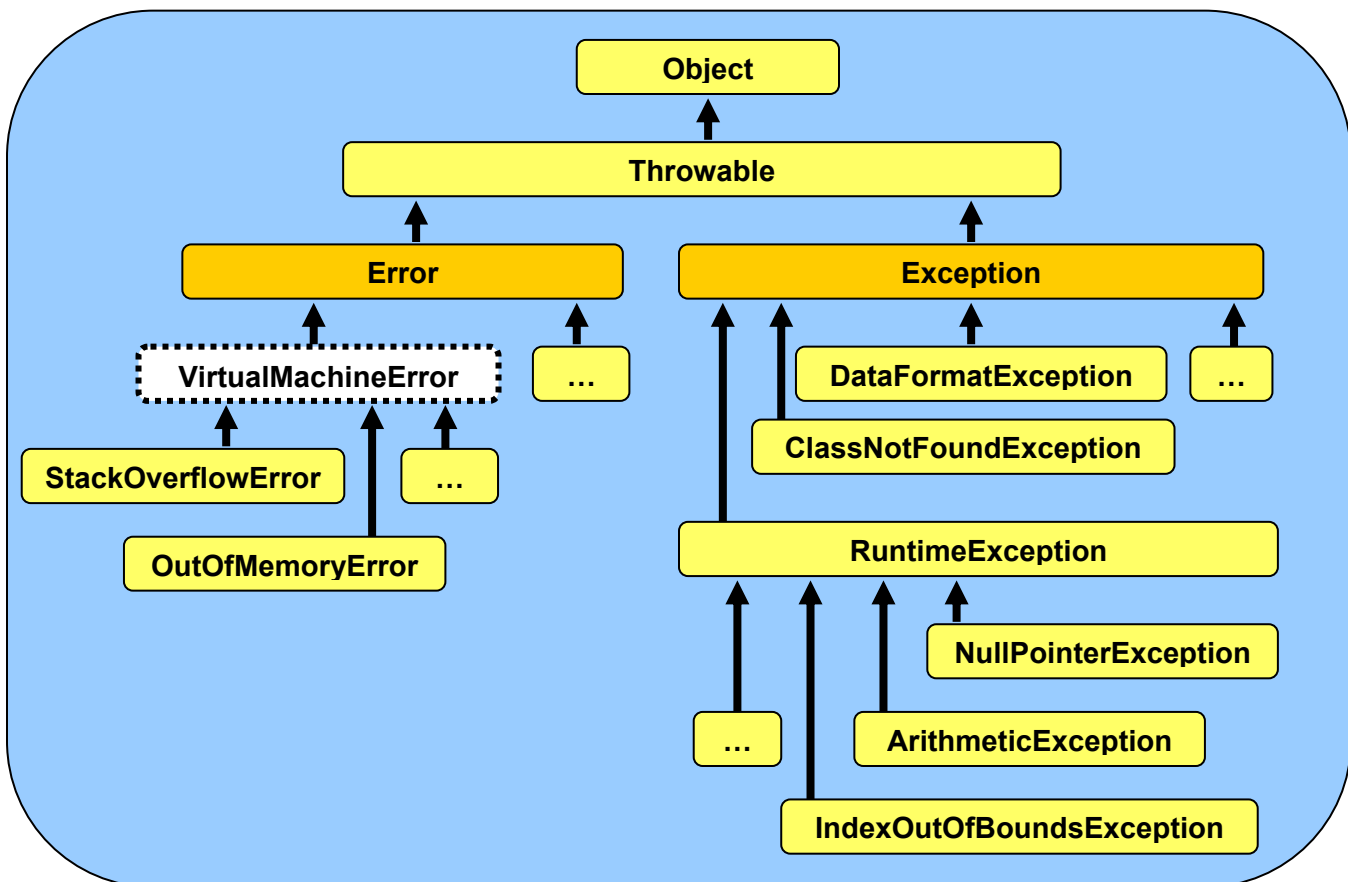 Object
Throwable
Error
Exception
VirtualMachineError
…
DataFormatException
…
ClassNotFoundException
StackOverflowError
…
RuntimeException
OutOfMemoryError
NullPointerException
…
ArithmeticException
IndexOutOfBoundsException